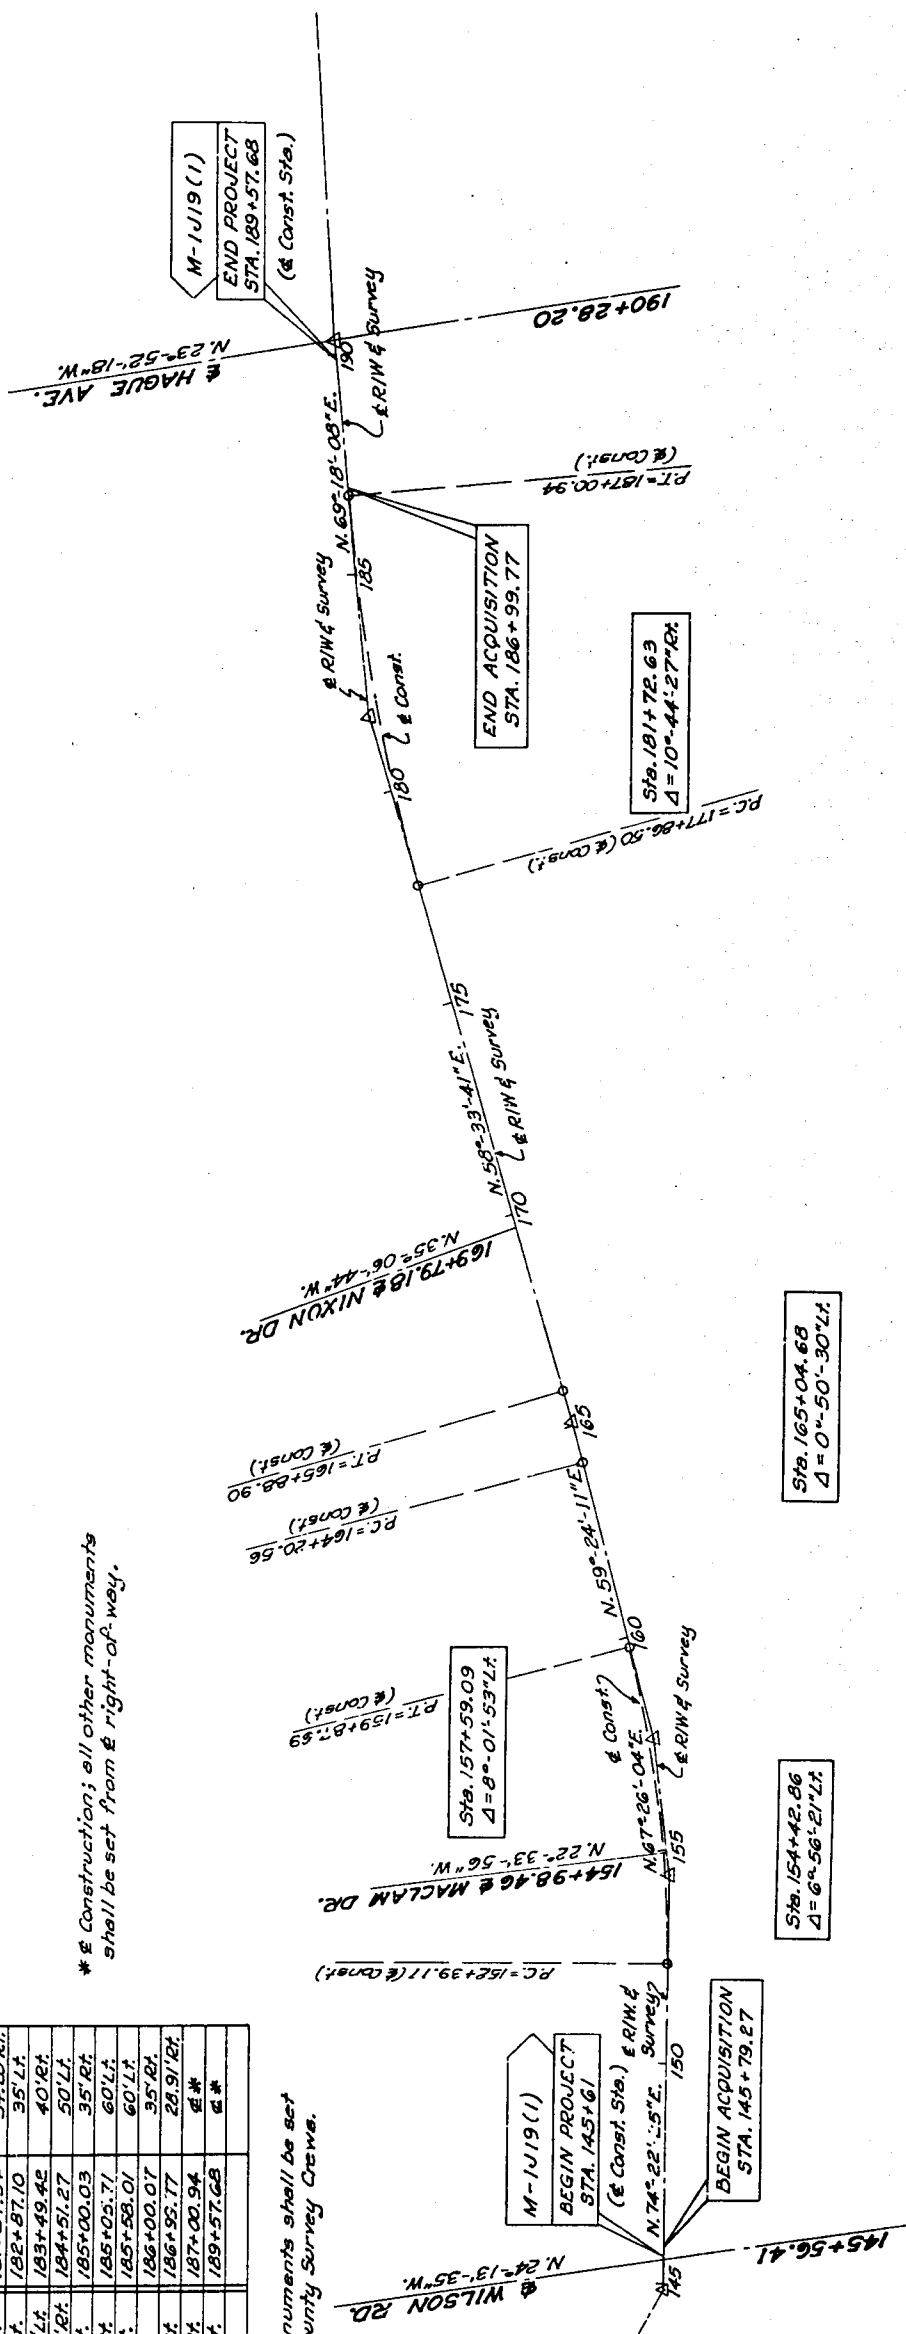 M-1J19(1)
END PROJECT
STA. 189+57.68
(℄ Const. Sta.)
℄ HAGUE AVE.
N. 23°-52'-18" W.
190+28.20
190
℄ R/W & Survey
N. 69°-18'-08" E.
P.T. = 187+00.94
(℄ Const.)
END ACQUISITION
STA. 186+99.77
185
℄ R/W & Survey
℄ Const.
180
Sta. 181+72.63
Δ = 10°-44'-27" Rt.
P.C. = 177+86.50 (℄ Const.)
175
N. 58°-33'-41" E.
℄ R/W & Survey
170
169+79.18 ℄ NIXON DR.
N. 35°-06'-44" W.
P.T. = 165+88.90
(℄ Const.)
P.C. = 164+20.56
(℄ Const.)
165
Sta. 165+04.68
Δ = 0°-50'-30" Lt.
N. 59°-24'-11" E.
160
P.T. = 159+87.69
(℄ Const.)
Sta. 157+59.09
Δ = 8°-01'-53" Lt.
℄ Const.
℄ R/W & Survey
N. 67°-26'-04" E.
155
154+98.46 ℄ MACLAM DR.
N. 22°-33'-56" W.
Sta. 154+42.86
Δ = 6°-56'-21" Lt.
P.C. = 152+39.11 (℄ Const.)
℄ R/W. &
Survey
150
M-1J19(1)
BEGIN PROJECT
STA. 145+61
(℄ Const. Sta.)
BEGIN ACQUISITION
STA. 145+79.27
℄ WILSON RD.
N. 24°-13'-35" W.
145
145+56.41
* ℄ Construction; all other monuments
shall be set from ℄ right-of-way.
182+87.10 35' Lt.
183+49.42 40' Rt.
184+51.27 50' Lt.
185+00.03 35' Rt.
185+05.71 60' Lt.
185+58.01 60' Lt.
186+00.07 35' Rt.
186+95.77 28.91' Rt.
187+00.94 ℄ *
189+57.68 ℄ *
numents shall be set
unty Survey Crews.